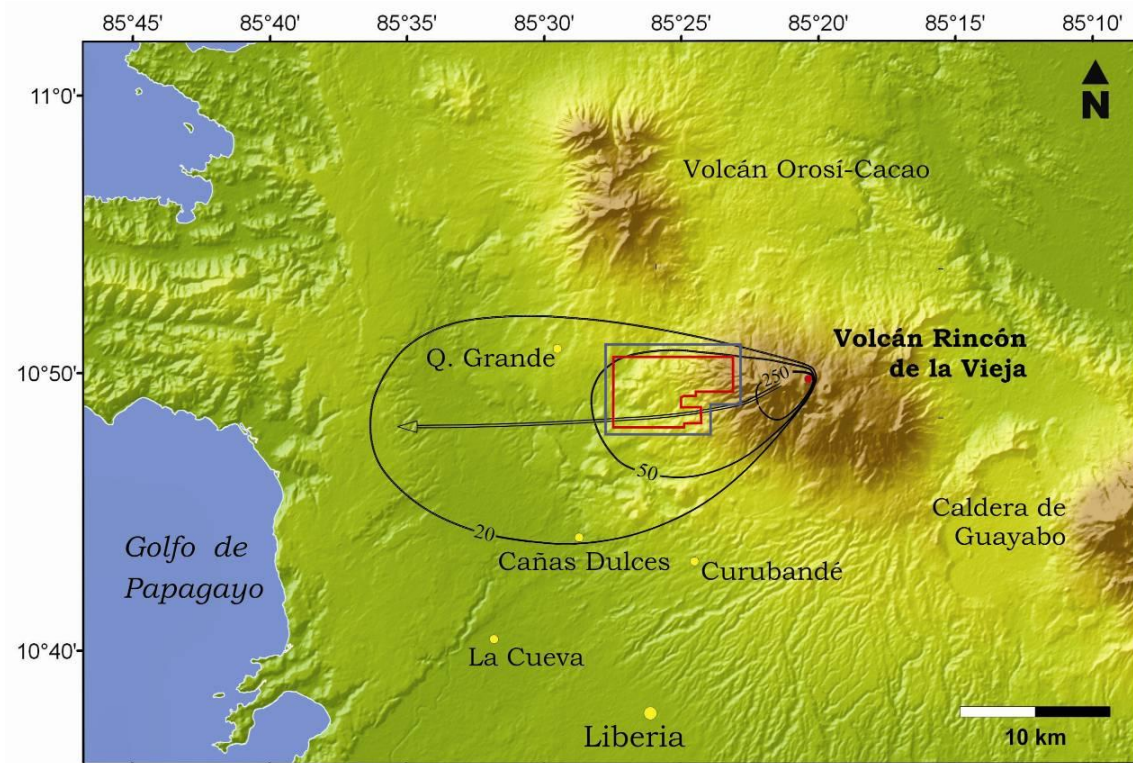 85°45' 85°40' 85°35' 85°30' 85°25' 85°20' 85°15' 85°10'
11°0'
N
Volcán Orosí-Cacao
Volcán Rincón
de la Vieja
Q. Grande
10°50'
250
50
20
Caldera de
Guayabo
Golfo de
Papagayo
Cañas Dulces
Curubandé
10°40'
La Cueva
Liberia
10 km